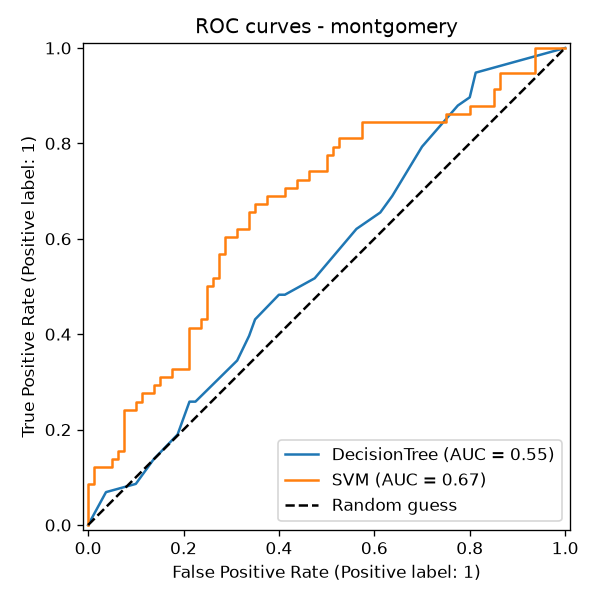 ROC curves - montgomery
1.0
0.8
0.6
0.4
0.2
0.0
True Positive Rate (Positive label: 1)
DecisionTree (AUC = 0.55)
SVM (AUC = 0.67)
Random guess
0.0 0.2 0.4 0.6 0.8 1.0
False Positive Rate (Positive label: 1)